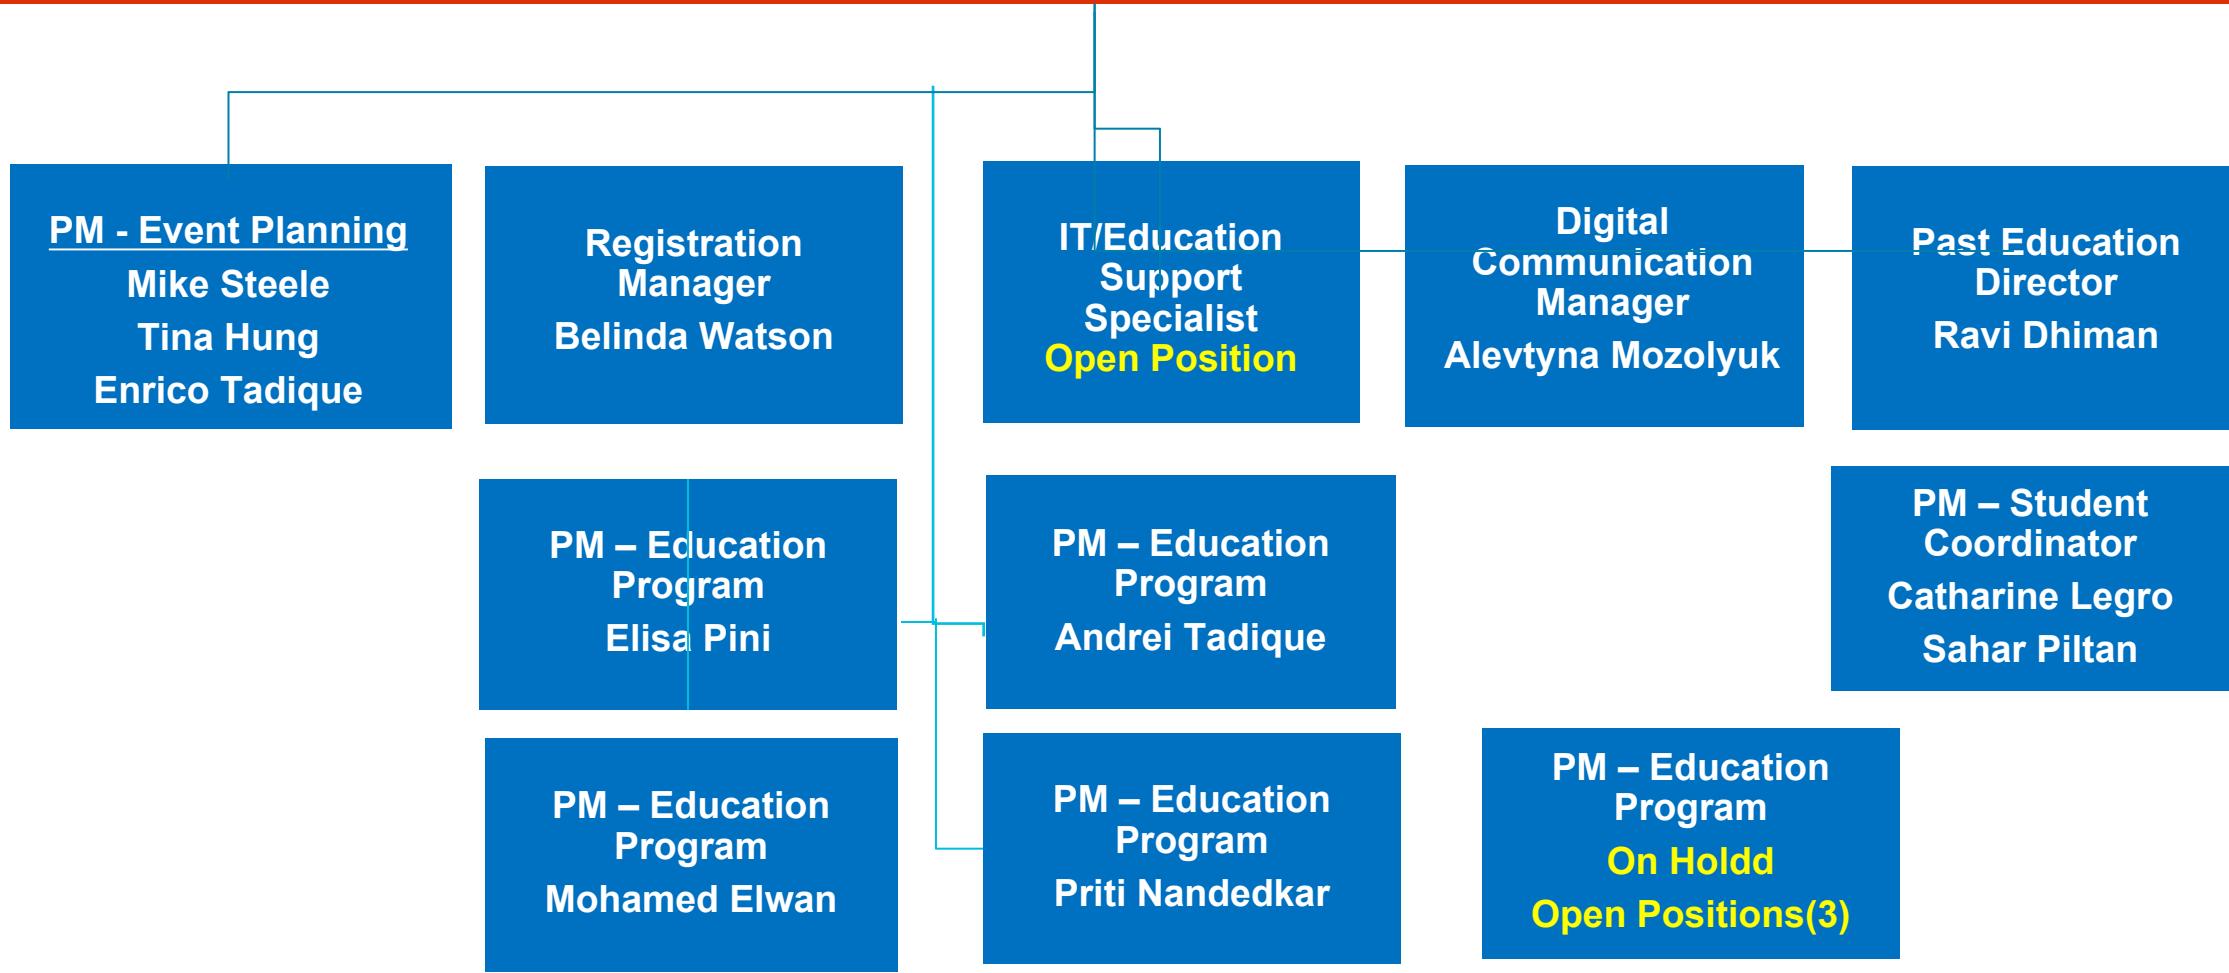 PM - Event Planning
Mike Steele
Tina Hung
Enrico Tadique
Registration
Manager
Belinda Watson
IT/Education
Support
Specialist
Open Position
Digital
Communication
Manager
Alevtyna Mozolyuk
Past Education
Director
Ravi Dhiman
PM – Education
Program
Elisa Pini
PM – Education
Program
Andrei Tadique
PM – Student
Coordinator
Catharine Legro
Sahar Piltan
PM – Education
Program
Mohamed Elwan
PM – Education
Program
Priti Nandedkar
PM – Education
Program
On Holdd
Open Positions(3)